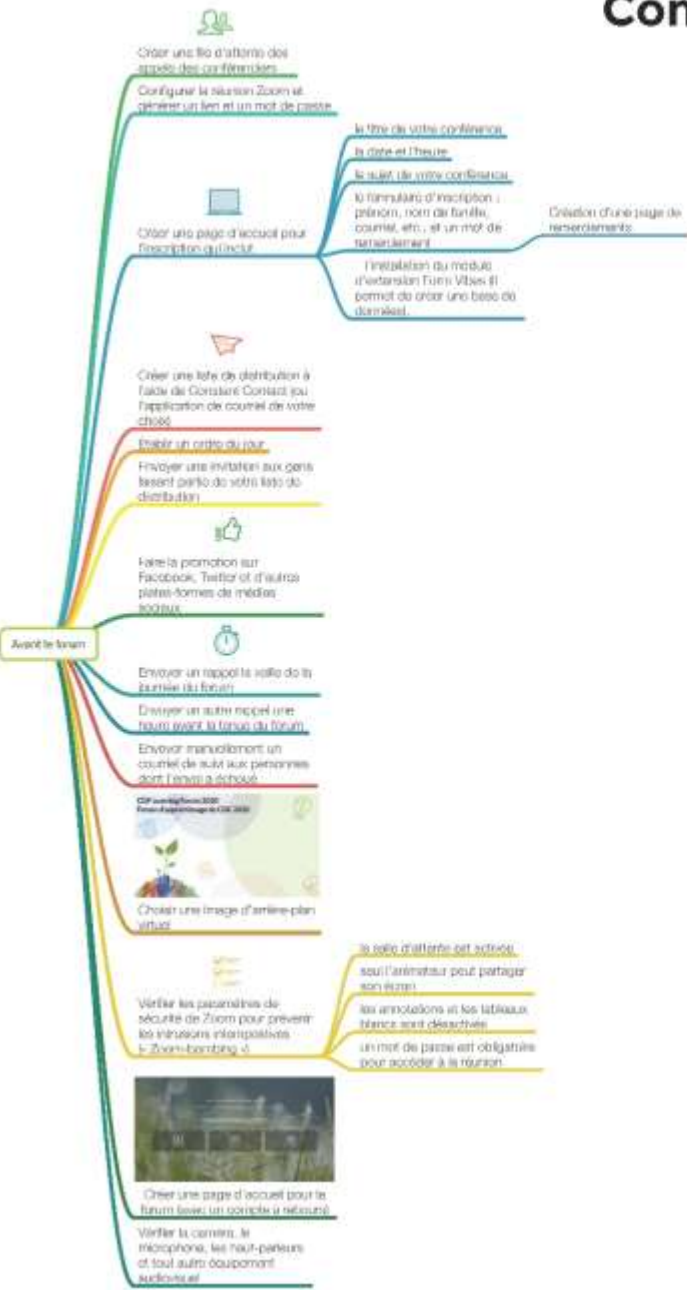 Con
Créer une file d'attente des
appels des conférenciers
Configurer la réunion Zoom et
générer un lien et un mot de passe
le titre de votre conférence
la date et l'heure
le sujet de votre conférence
Créer une page d'accueil pour
l'inscription qui inclut
le formulaire d'inscription :
prénom, nom de famille,
courriel, etc., et un mot de
remerciement
Création d'une page de
remerciements
l'installation du module
d'extension Form Vibes (il
permet de créer une base de
données).
Créer une liste de distribution à
l'aide de Constant Contact (ou
l'application de courriel de votre
choix)
Établir un ordre du jour
Envoyer une invitation aux gens
faisant partie de votre liste de
distribution
Faire la promotion sur
Facebook, Twitter et d'autres
plates-formes de médias
sociaux
Avant le forum
Envoyer un rappel la veille de la
journée du forum
Envoyer un autre rappel une
heure avant la tenue du forum
Envoyer manuellement un
courriel de suivi aux personnes
dont l'envoi a échoué
Choisir une image d'arrière-plan
virtuel
la salle d'attente est activée
seul l'animateur peut partager
son écran
Vérifier les paramètres de
sécurité de Zoom pour prévenir
les intrusions intempestives
(« Zoom-bombing »)
les annotations et les tableaux
blancs sont désactivés
un mot de passe est obligatoire
pour accéder à la réunion
Créer une page d'accueil pour le
forum (avec un compte à rebours)
Vérifier la caméra, le
microphone, les haut-parleurs
et tout autre équipement
audiovisuel